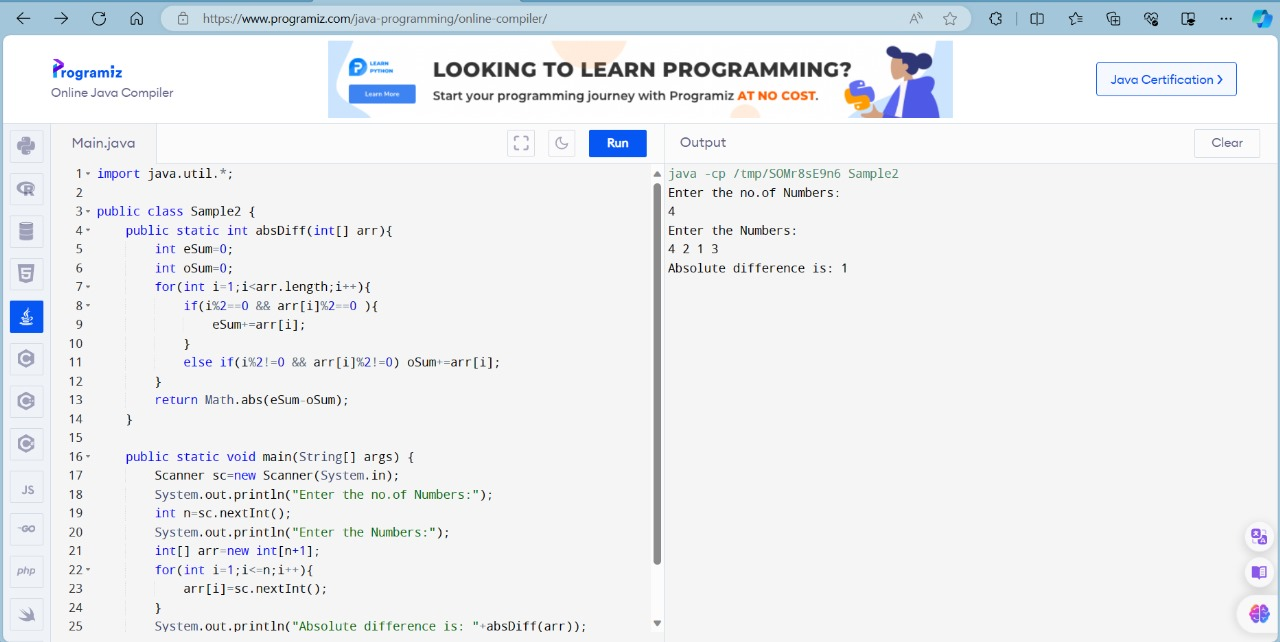 https://www.programiz.com/java-programming/online-compiler/
Programiz
Online Java Compiler
LEARN
PYTHON
Learn More
LOOKING TO LEARN PROGRAMMING?
Start your programming journey with Programiz AT NO COST.
Java Certification >
Main.java
Run
Output
Clear
JS
GO
php
1 import java.util.*;
2
3 public class Sample2 {
4 public static int absDiff(int[] arr){
5 int eSum=0;
6 int oSum=0;
7 for(int i=1;i<arr.length;i++){
8 if(i%2==0 && arr[i]%2==0 ){
9 eSum+=arr[i];
10 }
11 else if(i%2!=0 && arr[i]%2!=0) oSum+=arr[i];
12 }
13 return Math.abs(eSum-oSum);
14 }
15
16 public static void main(String[] args) {
17 Scanner sc=new Scanner(System.in);
18 System.out.println("Enter the no.of Numbers:");
19 int n=sc.nextInt();
20 System.out.println("Enter the Numbers:");
21 int[] arr=new int[n+1];
22 for(int i=1;i<=n;i++){
23 arr[i]=sc.nextInt();
24 }
25 System.out.println("Absolute difference is: "+absDiff(arr));
java -cp /tmp/SOMr8sE9n6 Sample2
Enter the no.of Numbers:
4
Enter the Numbers:
4 2 1 3
Absolute difference is: 1